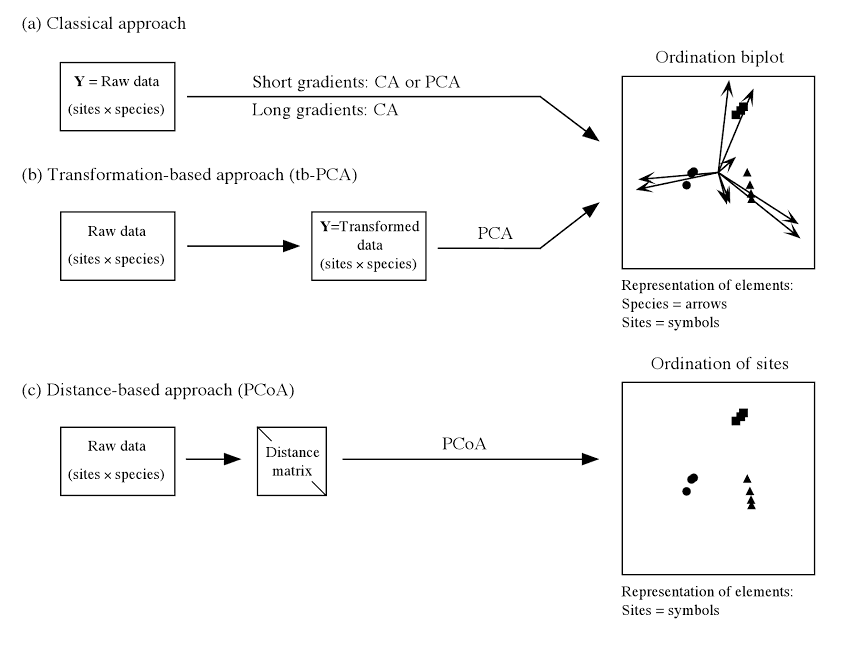 (a) Classical approach
Y = Raw data
(sites × species)
Short gradients: CA or PCA
Long gradients: CA
Ordination biplot
(b) Transformation-based approach (tb-PCA)
Raw data
(sites × species)
Y=Transformed
data
(sites × species)
PCA
Representation of elements:
Species = arrows
Sites = symbols
Ordination of sites
(c) Distance-based approach (PCoA)
Raw data
(sites × species)
Distance
matrix
PCoA
Representation of elements:
Sites = symbols